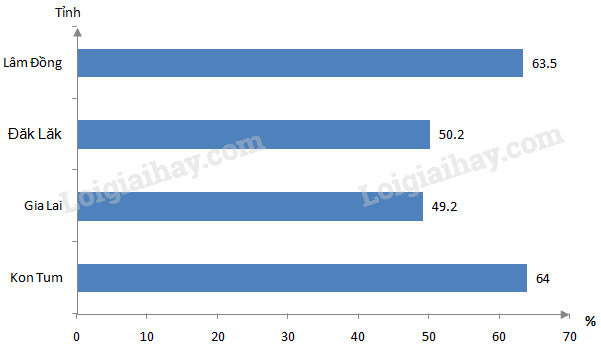 Tỉnh
Lâm Đồng
63.5
Đăk Lăk
50.2
Gia Lai
49.2
Kon Tum
64
0 10 20 30 40 50 60 70 %
Loigiaihay.com
Loigiaihay.com